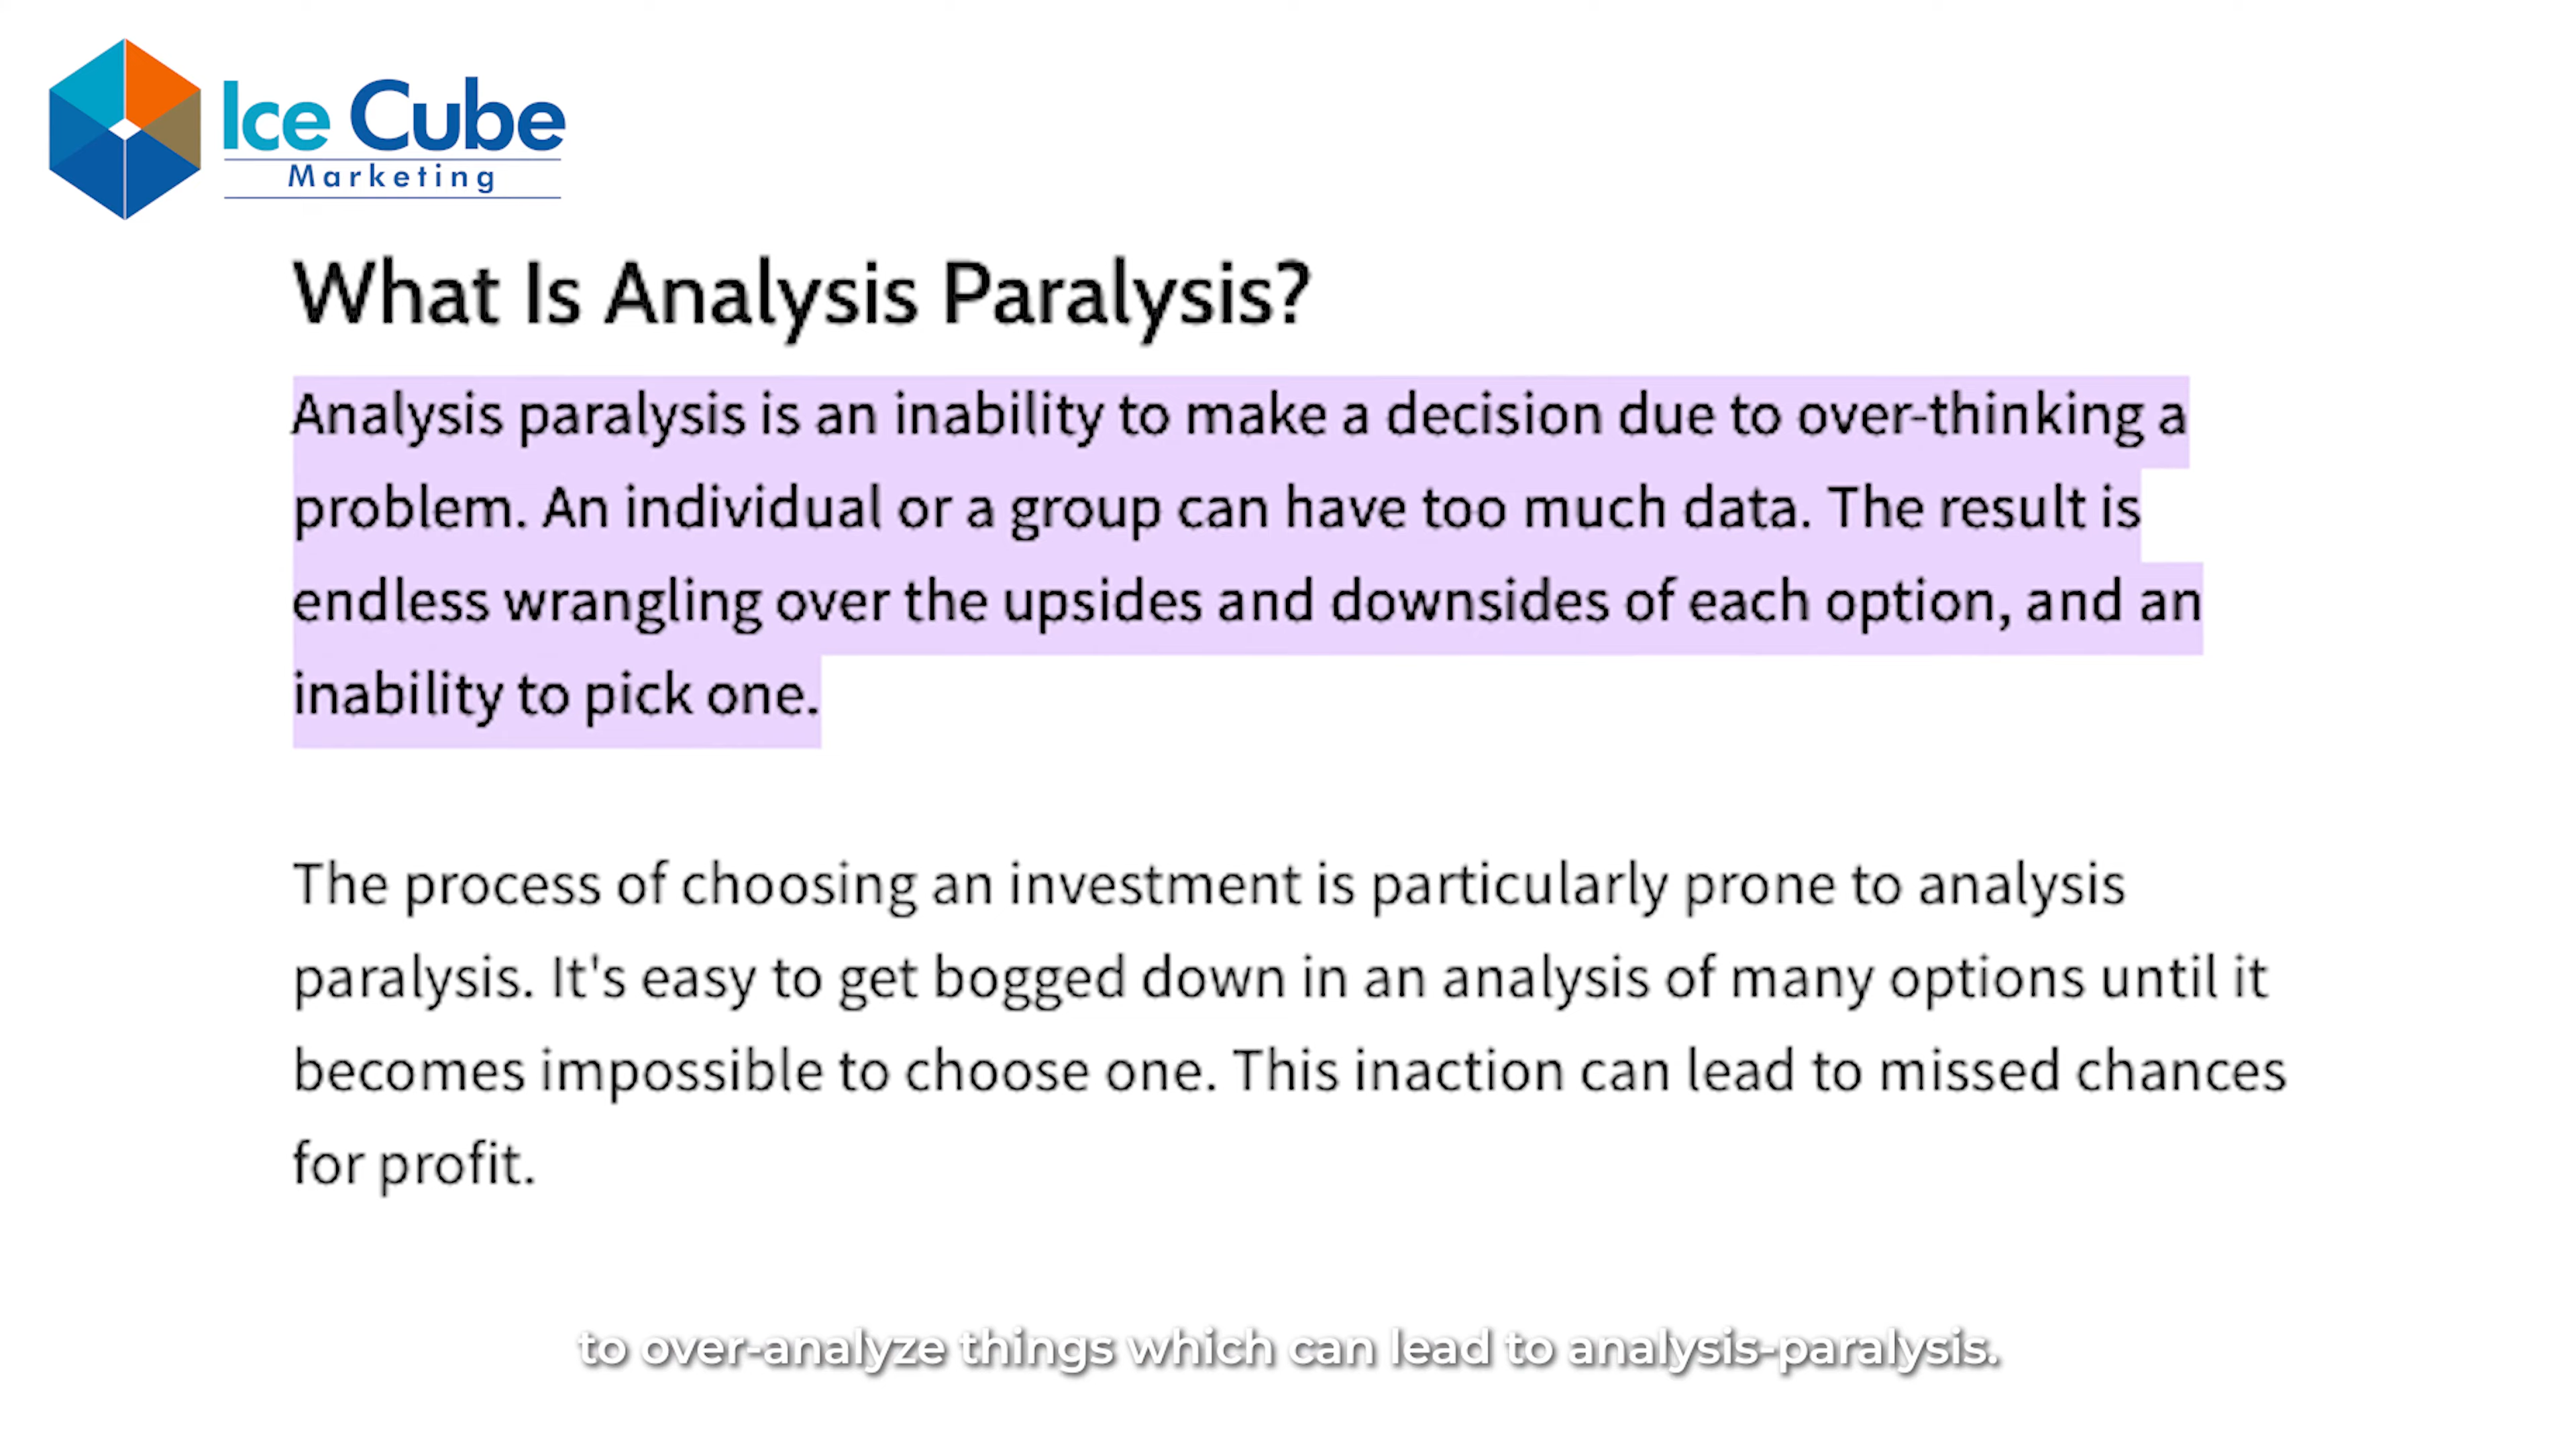 Ice Cube
Marketing
What Is Analysis Paralysis?
Analysis paralysis is an inability to make a decision due to over-thinking a
problem. An individual or a group can have too much data. The result is
endless wrangling over the upsides and downsides of each option, and an
inability to pick one.
The process of choosing an investment is particularly prone to analysis
paralysis. It's easy to get bogged down in an analysis of many options until it
becomes impossible to choose one. This inaction can lead to missed chances
for profit.
to over-analyze things which can lead to analysis-paralysis.